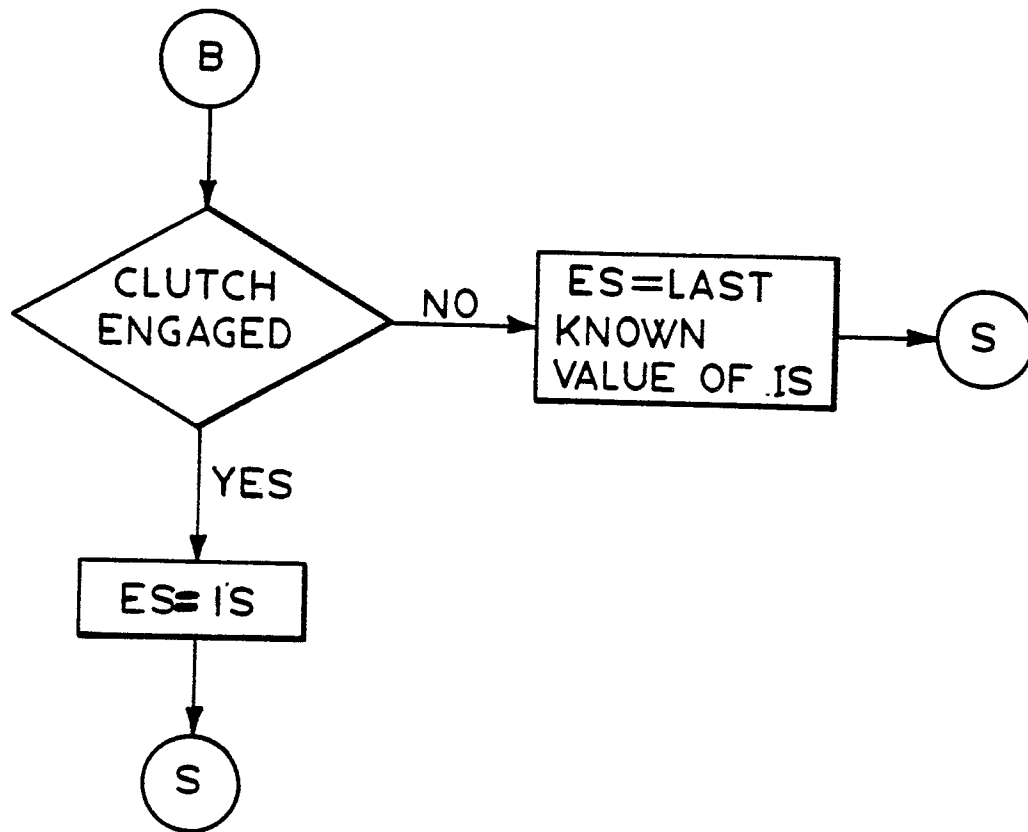 B
CLUTCH
ENGAGED
NO
ES=LAST
KNOWN
VALUE OF IS
S
YES
ES=IS
S